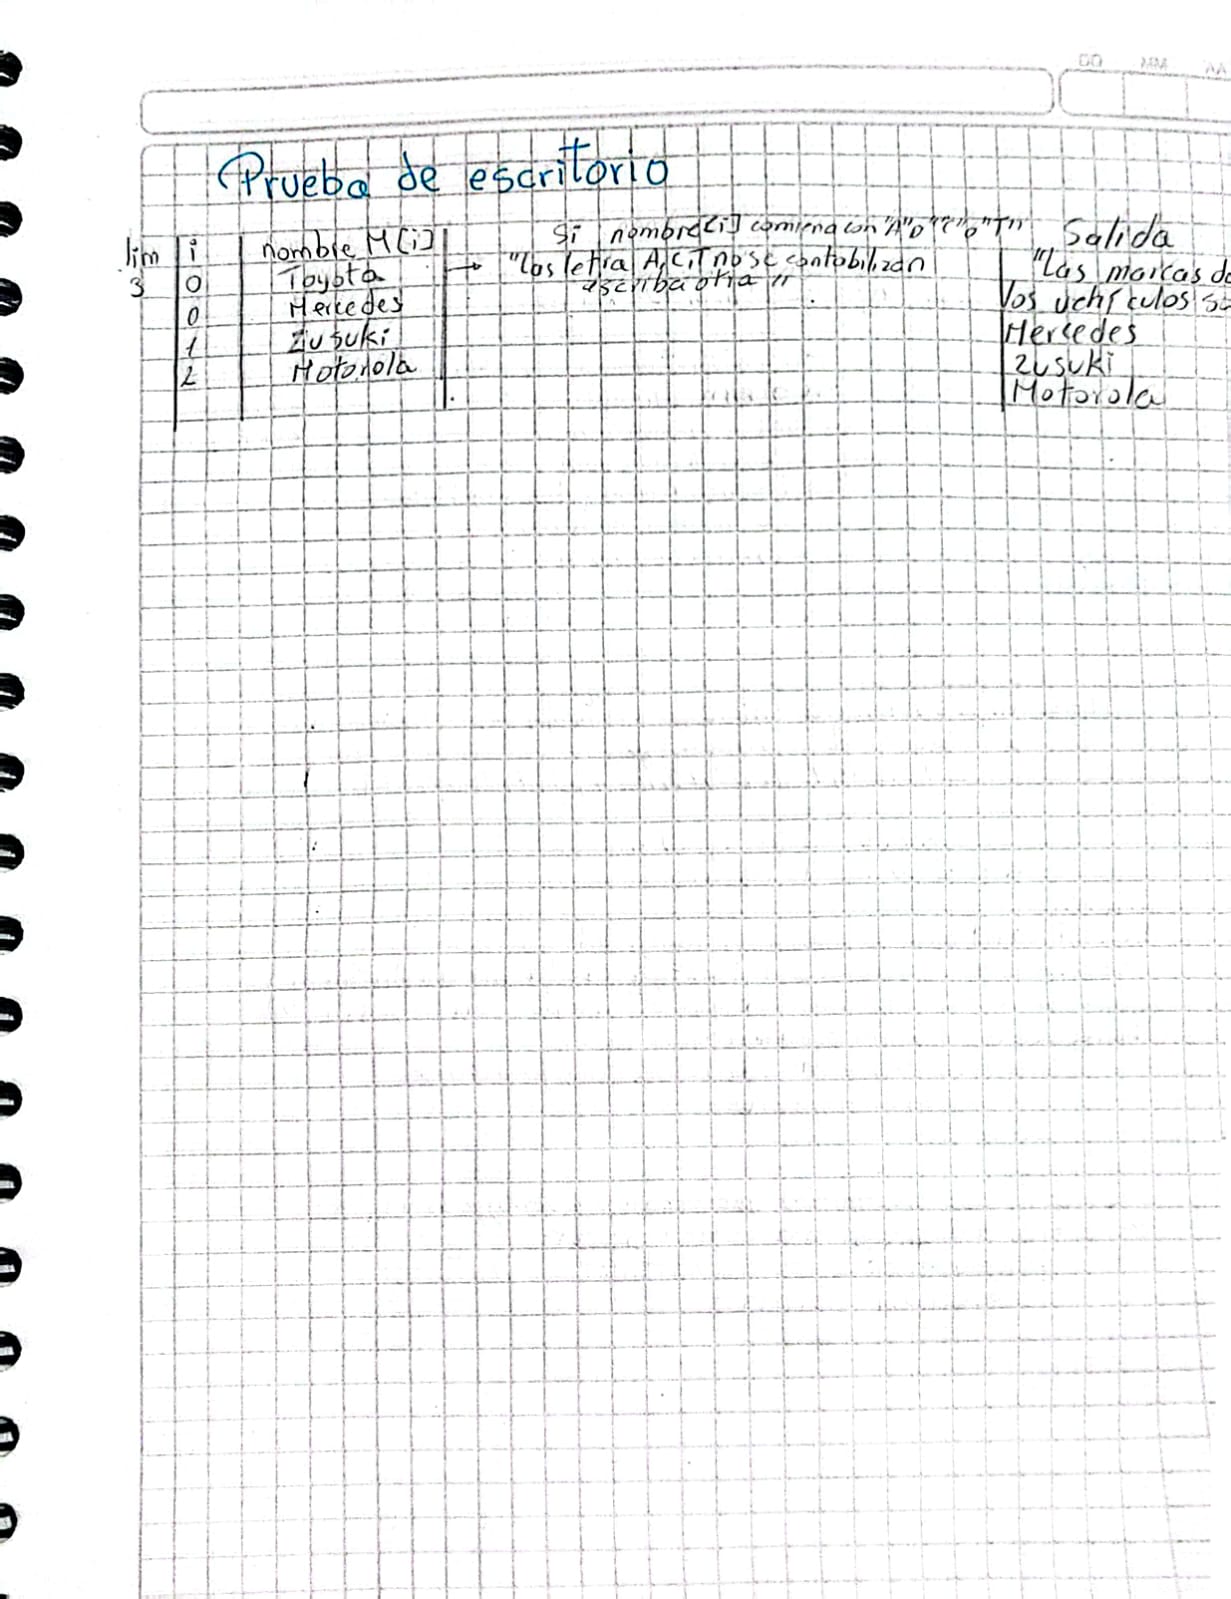 DD MM AA
Prueba de escritorio
lim i nombre M[i] Si nombre[i] comienza con "A" o "C" o "T" Salida
3 0 Toyota → "Las letra A, C, T no se contabilizan "Las marcas de
0 Mercedes escriba otra" los vehículos so
1 Zusuki Mercedes
2 Motorola Zusuki
Motorola